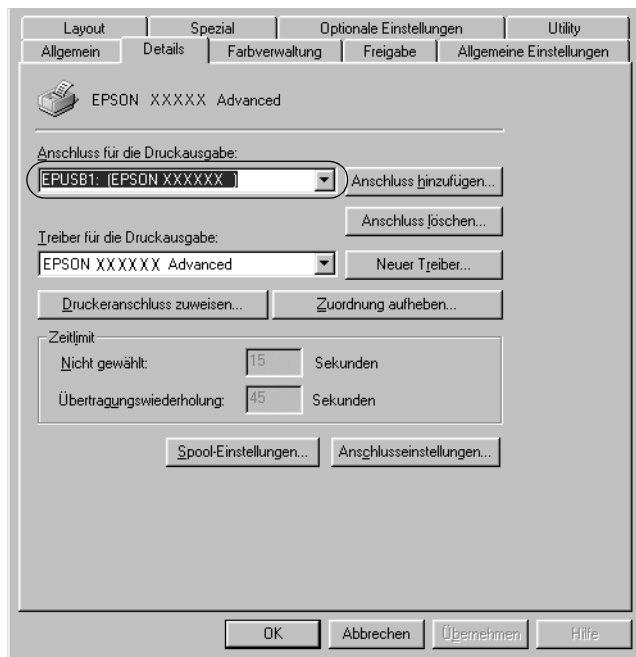 Layout Spezial Optionale Einstellungen Utility
Allgemein Details Farbverwaltung Freigabe Allgemeine Einstellungen
EPSON XXXXX Advanced
Anschluss für die Druckausgabe:
EPUSB1: (EPSON XXXXXX ) Anschluss hinzufügen...
Anschluss löschen...
Treiber für die Druckausgabe:
EPSON XXXXXX Advanced Neuer Treiber...
Druckeranschluss zuweisen... Zuordnung aufheben...
Zeitlimit
Nicht gewählt: 15 Sekunden
Übertragungswiederholung: 45 Sekunden
Spool-Einstellungen... Anschlusseinstellungen...
OK Abbrechen Übernehmen Hilfe